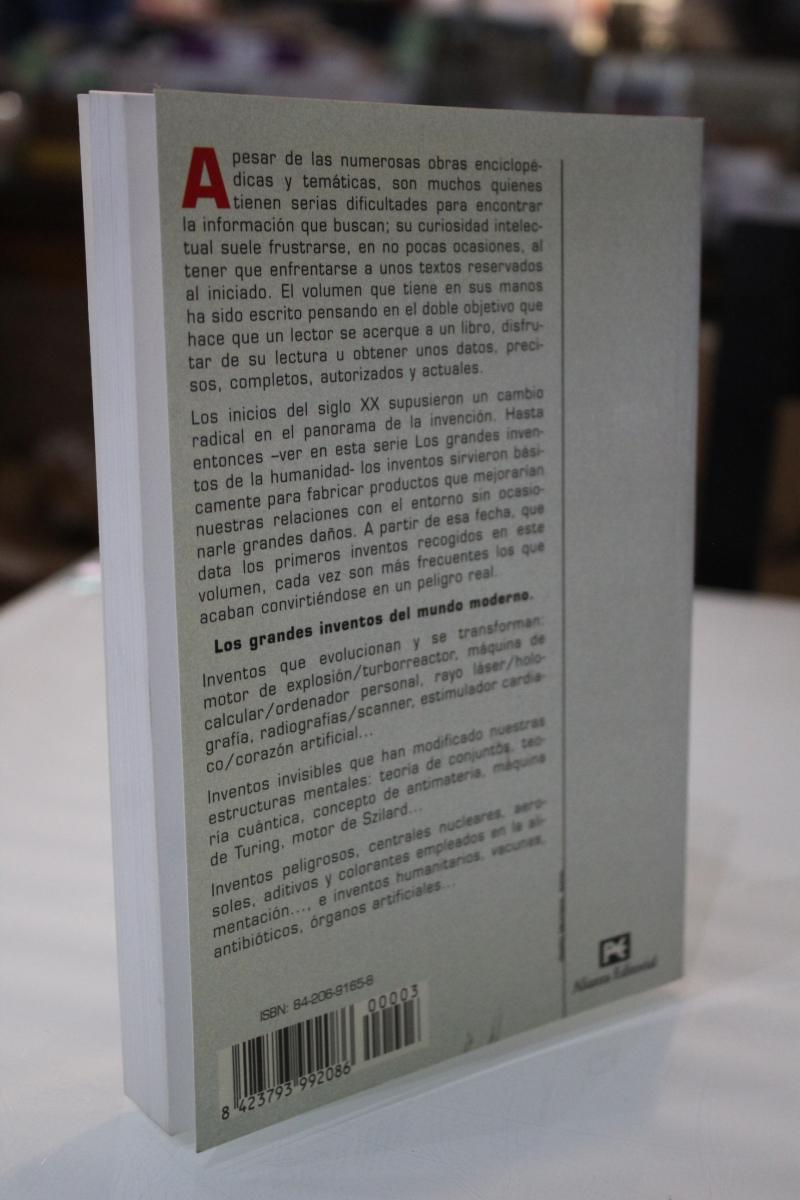 A pesar de las numerosas obras enciclopé-
dicas y temáticas, son muchos quienes
tienen serias dificultades para encontrar
la información que buscan; su curiosidad intelec-
tual suele frustrarse, en no pocas ocasiones, al
tener que enfrentarse a unos textos reservados
al iniciado. El volumen que tiene en sus manos
ha sido escrito pensando en el doble objetivo que
hace que un lector se acerque a un libro, disfru-
tar de su lectura u obtener unos datos, preci-
sos, completos, autorizados y actuales.
Los inicios del siglo XX supusieron un cambio
radical en el panorama de la invención. Hasta
entonces –ver en esta serie Los grandes inven-
tos de la humanidad- los inventos sirvieron bási-
camente para fabricar productos que mejorarían
nuestras relaciones con el entorno sin ocasio-
narle grandes daños. A partir de esa fecha, que
data los primeros inventos recogidos en este
volumen, cada vez son más frecuentes los que
acaban convirtiéndose en un peligro real.
Los grandes inventos del mundo moderno.
Inventos que evolucionan y se transforman:
motor de explosión/turborreactor, máquina de
calcular/ordenador personal, rayo láser/holo-
grafía, radiografías/scanner, estimulador cardia-
co/corazón artificial...
Inventos invisibles que han modificado nuestras
estructuras mentales: teoría de conjuntos, teo-
ría cuántica, concepto de antimateria, máquina
de Turing, motor de Szilard...
Inventos peligrosos, centrales nucleares, aero-
soles, aditivos y colorantes empleados en la ali-
mentación..., e inventos humanitarios, vacunas,
antibióticos, órganos artificiales...
ISBN: 84-206-9165-8
00003
8 423793 992086
Alianza Editorial